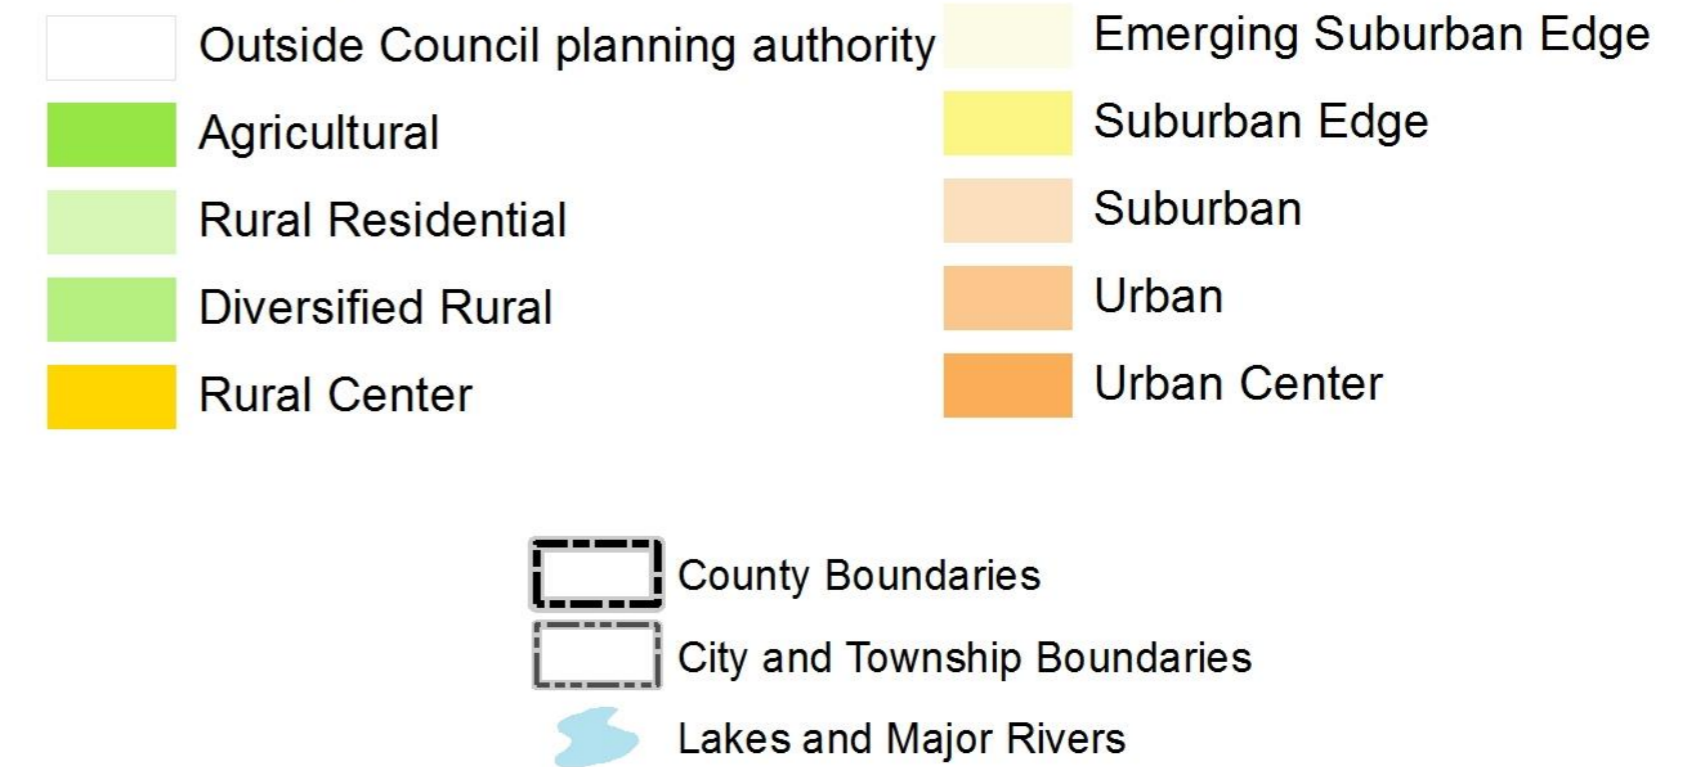 Outside Council planning authority
Agricultural
Rural Residential
Diversified Rural
Rural Center
Emerging Suburban Edge
Suburban Edge
Suburban
Urban
Urban Center
County Boundaries
City and Township Boundaries
Lakes and Major Rivers